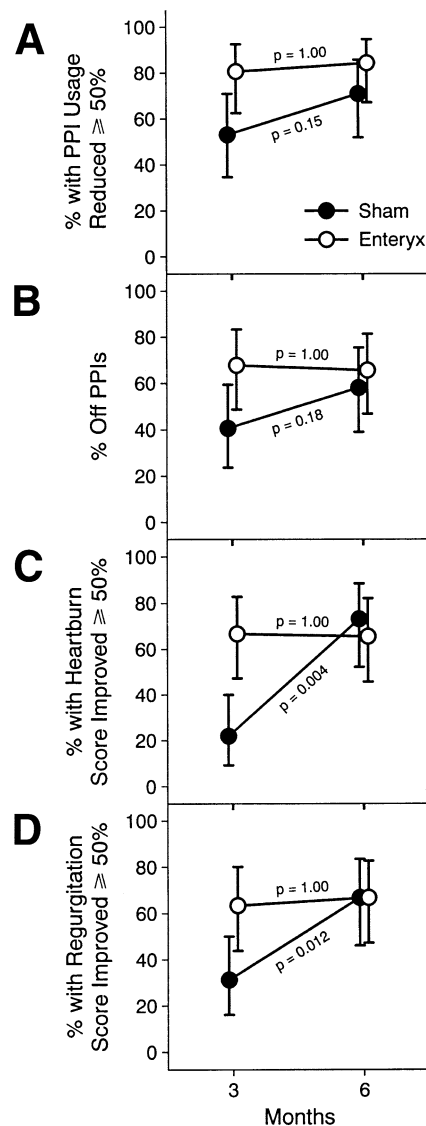 A
% with PPI Usage
Reduced ⩾ 50%
100
80
60
40
20
0
p = 1.00
p = 0.15
Sham
Enteryx
B
% Off PPIs
100
80
60
40
20
0
p = 1.00
p = 0.18
C
% with Heartburn
Score Improved ⩾ 50%
100
80
60
40
20
0
p = 1.00
p = 0.004
D
% with Regurgitation
Score Improved ⩾ 50%
100
80
60
40
20
0
p = 1.00
p = 0.012
3
6
Months